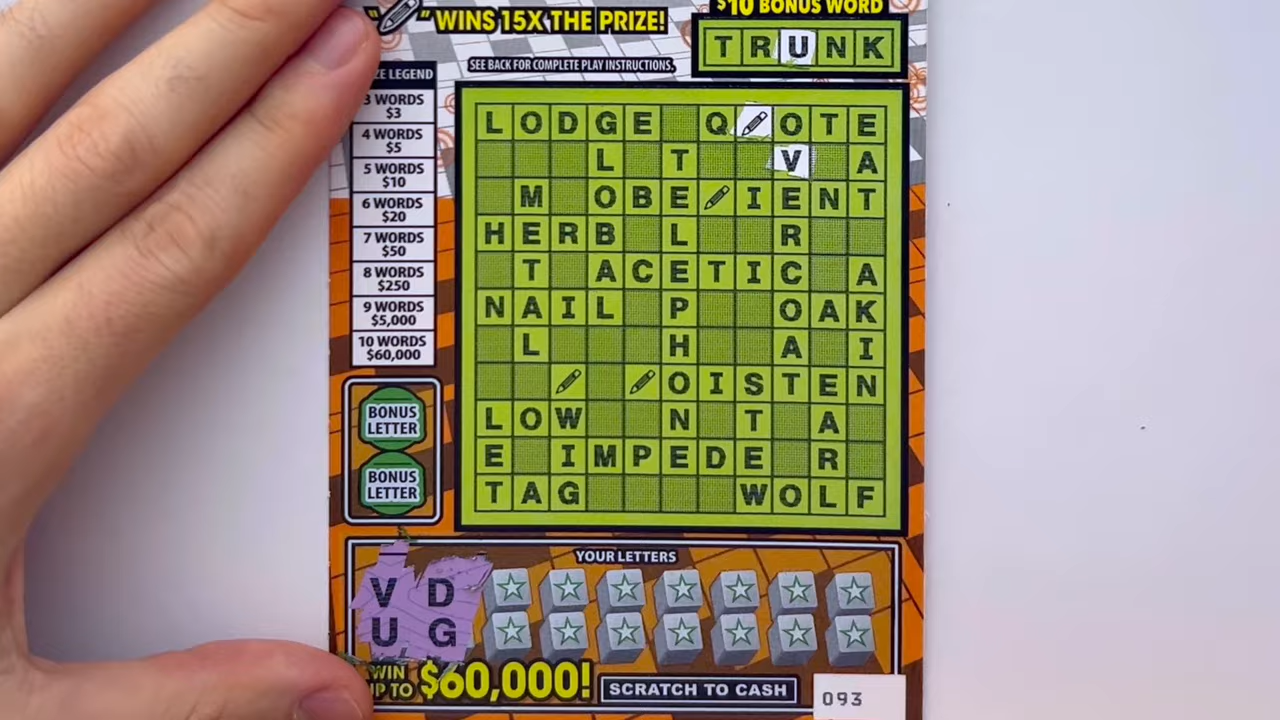 $10 BONUS WORD
" " WINS 15X THE PRIZE!
TRUNK
SEE BACK FOR COMPLETE PLAY INSTRUCTIONS.
LEGEND
3 WORDS
$3
4 WORDS
$5
5 WORDS
$10
6 WORDS
$20
7 WORDS
$50
8 WORDS
$250
9 WORDS
$5,000
10 WORDS
$60,000
LODGE Q OTE
L T V A
M OBE IENT
HERB L R
T ACETIC A
NAIL P OAK
L H A I
OISTEN
LOW N T A
E IMPEDE R
TAG WOLF
BONUS
LETTER
BONUS
LETTER
YOUR LETTERS
V D
U G
WIN
UP TO $60,000!
SCRATCH TO CASH
093